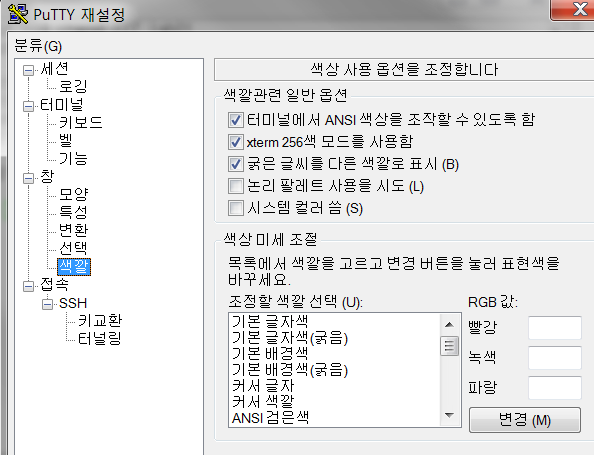 PuTTY 재설정
분류(G)
세션
로깅
터미널
키보드
벨
기능
창
모양
특성
변환
선택
색깔
접속
SSH
키교환
터널링
색상 사용 옵션을 조정합니다
색깔관련 일반 옵션
터미널에서 ANSI 색상을 조작할 수 있도록 함
xterm 256색 모드를 사용함
굵은 글씨를 다른 색깔로 표시 (B)
논리 팔레트 사용을 시도 (L)
시스템 컬러 씀 (S)
색상 미세 조절
목록에서 색깔을 고르고 변경 버튼을 눌러 표현색을
바꾸세요.
조정할 색깔 선택 (U):
기본 글자색
기본 글자색(굵음)
기본 배경색
기본 배경색(굵음)
커서 글자
커서 색깔
ANSI 검은색
RGB 값:
빨강
녹색
파랑
변경 (M)